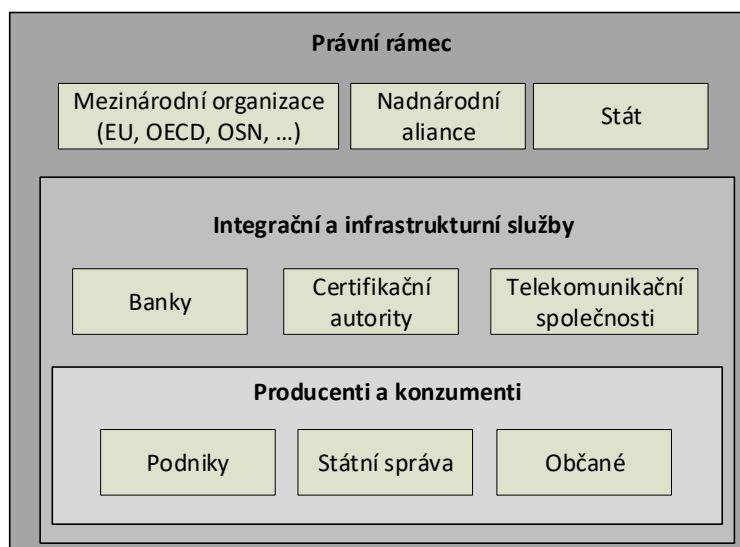 Právní rámec
Mezinárodní organizace
(EU, OECD, OSN, ...)
Nadnárodní
aliance
Stát
Integrační a infrastrukturní služby
Banky
Certifikační
autority
Telekomunikační
společnosti
Producenti a konzumenti
Podniky
Státní správa
Občané